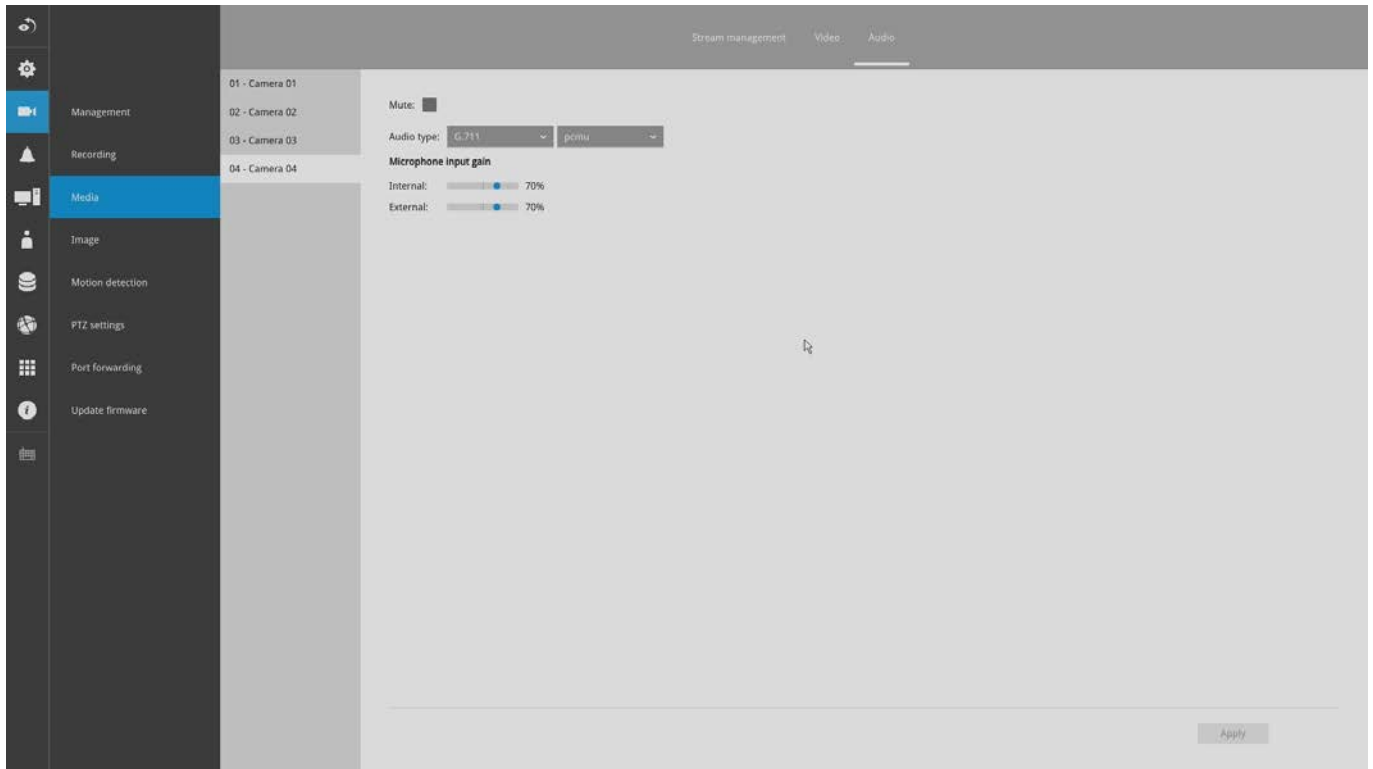 Stream management Video Audio
01 - Camera 01
02 - Camera 02
03 - Camera 03
04 - Camera 04
Management
Recording
Media
Image
Motion detection
PTZ settings
Port forwarding
Update firmware
Mute:
Audio type: G.711 pcmu
Microphone input gain
Internal: 70%
External: 70%
Apply